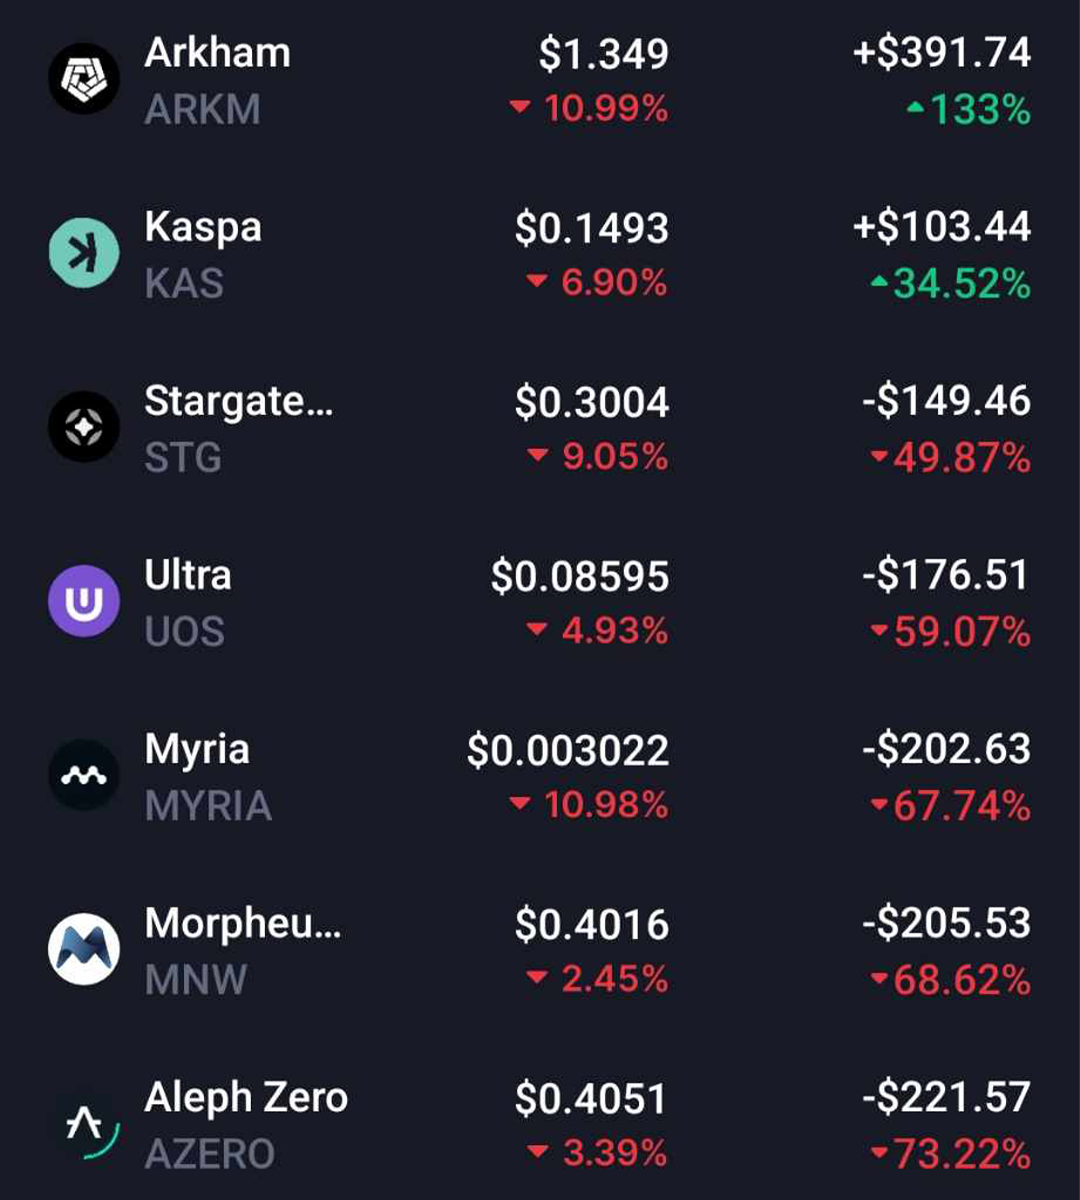 Arkham $1.349 +$391.74
ARKM ▼ 10.99% ▲133%
Kaspa $0.1493 +$103.44
KAS ▼ 6.90% ▲34.52%
Stargate... $0.3004 -$149.46
STG ▼ 9.05% ▼49.87%
Ultra $0.08595 -$176.51
UOS ▼ 4.93% ▼59.07%
Myria $0.003022 -$202.63
MYRIA ▼ 10.98% ▼67.74%
Morpheu... $0.4016 -$205.53
MNW ▼ 2.45% ▼68.62%
Aleph Zero $0.4051 -$221.57
AZERO ▼ 3.39% ▼73.22%